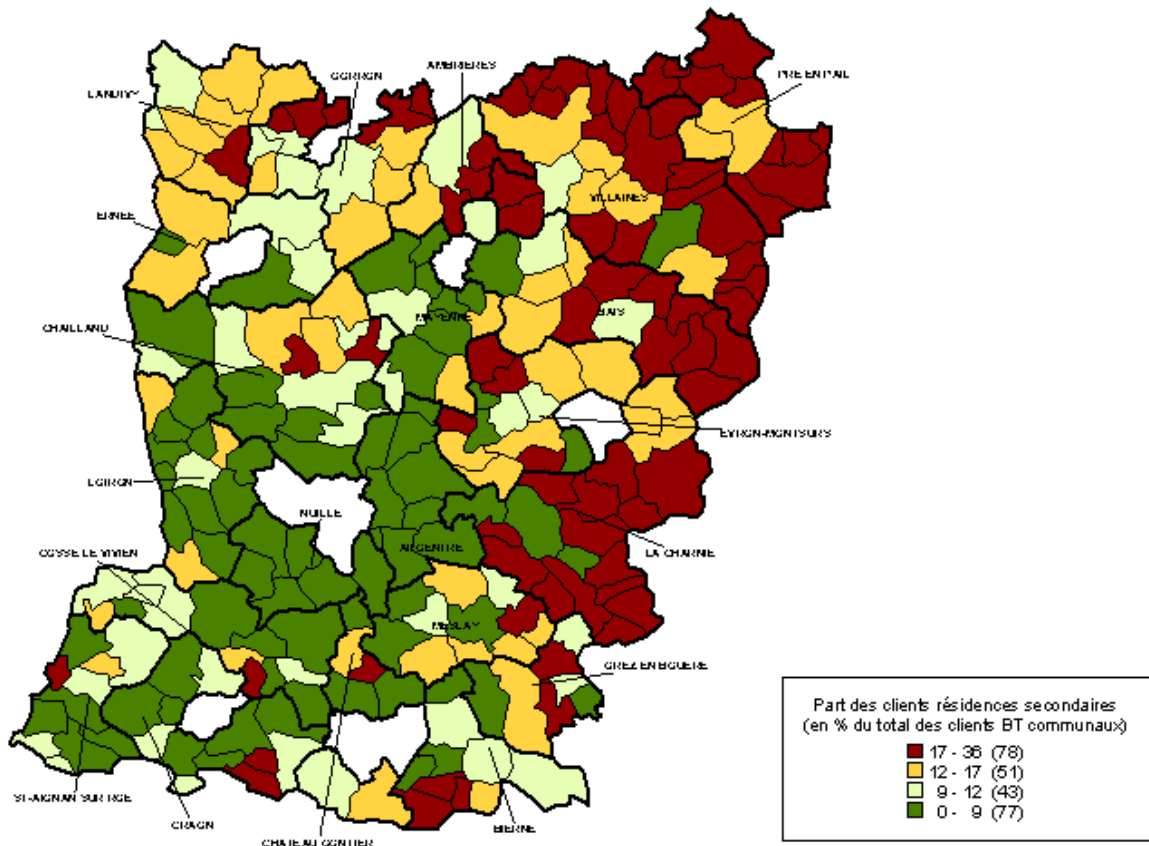 GORRON
AMBRIERES
PRE EN PAIL
LANDIVY
VILLAINES
ERNEE
BAIS
MAYENNE
CHAILLAND
EVRON-MONTSURS
LOIRON
NUILLE
ARGENTRE
LA CHARNIE
COSSE LE VIVIEN
MESLAY
GREZ EN BOUERE
ST-AIGNAN SUR ROE
CRAON
CHATEAU GONTIER
BIERNE
Part des clients résidences secondaires
(en % du total des clients BT communaux)
17 - 36 (78)
12 - 17 (51)
9 - 12 (43)
0 - 9 (77)